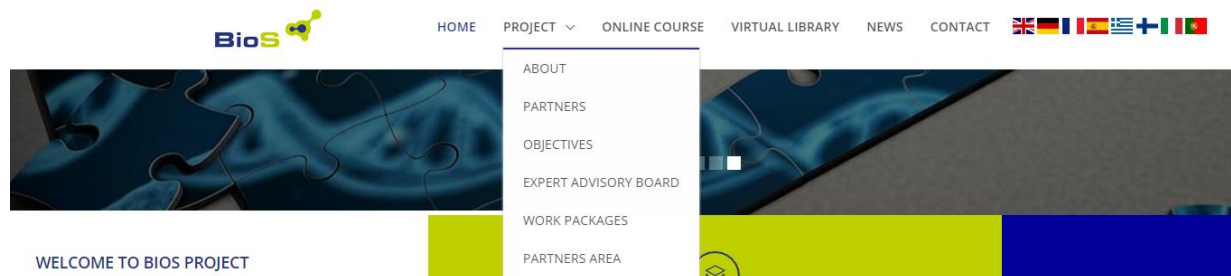 BioS
HOME PROJECT ONLINE COURSE VIRTUAL LIBRARY NEWS CONTACT
ABOUT
PARTNERS
OBJECTIVES
EXPERT ADVISORY BOARD
WORK PACKAGES
PARTNERS AREA
WELCOME TO BIOS PROJECT